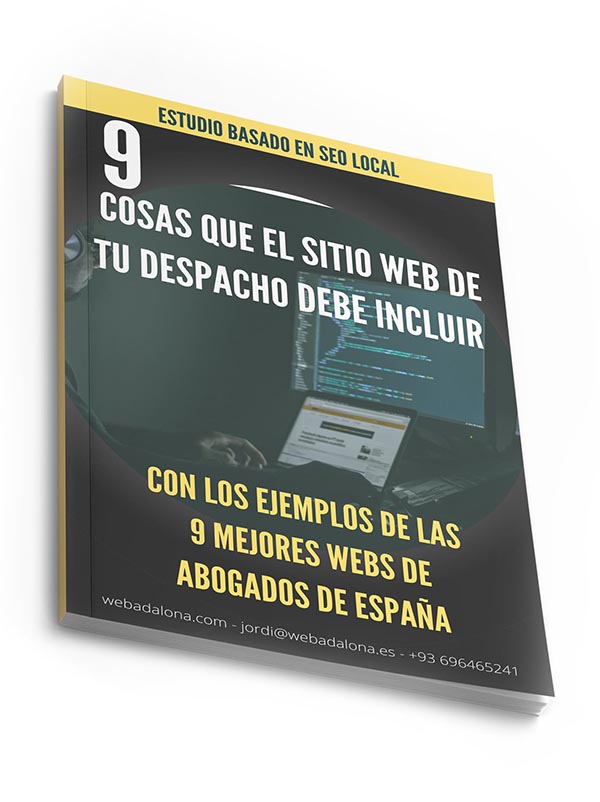 ESTUDIO BASADO EN SEO LOCAL
9
COSAS QUE EL SITIO WEB DE
TU DESPACHO DEBE INCLUIR
CON LOS EJEMPLOS DE LAS
9 MEJORES WEBS DE
ABOGADOS DE ESPAÑA
webadalona.com - jordi@webadalona.es - +93 696465241